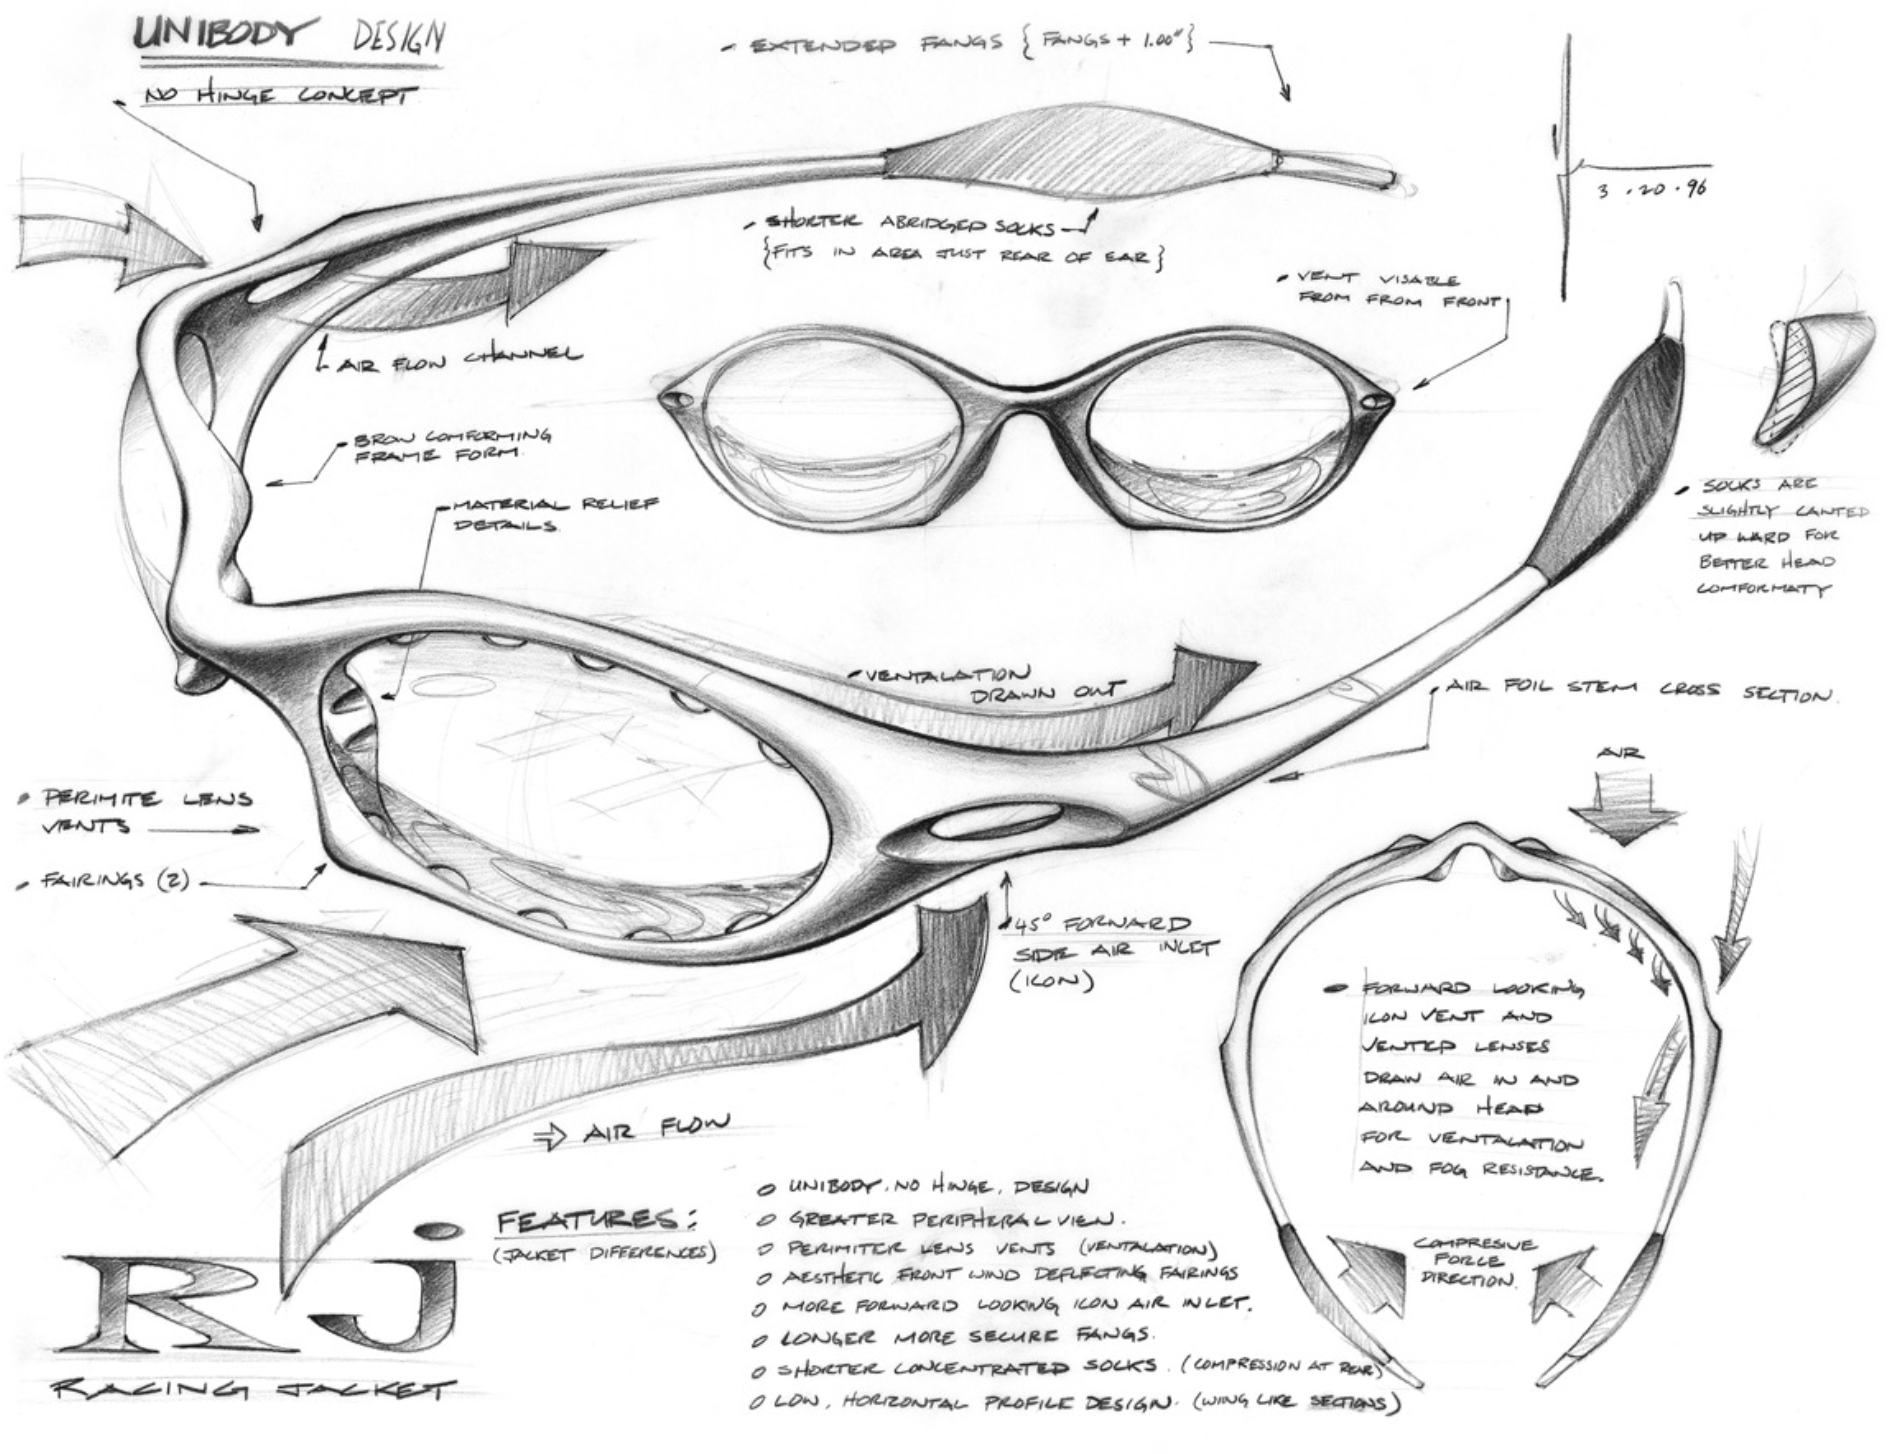 UNIBODY DESIGN
NO HINGE CONCEPT
EXTENDED FANGS {FANGS + 1.00"}
3.20.96
SHORTER ABRIDGED SOCKS
{FITS IN AREA JUST REAR OF EAR}
VENT VISABLE
FROM FROM FRONT
AIR FLOW CHANNEL
BROW COMFORMING
FRAME FORM.
MATERIAL RELIEF
DETAILS.
SOCKS ARE
SLIGHTLY CANTED
UP WARD FOR
BETTER HEAD
COMFORMATY
VENTALATION
DRAWN OUT
AIR FOIL STEM CROSS SECTION.
AIR
PERIMITE LENS
VENTS
FAIRINGS (2)
45° FORWARD
SIDE AIR INLET
(ICON)
FORWARD LOOKING
ICON VENT AND
VENTED LENSES
DRAW AIR IN AND
AROUND HEAD
FOR VENTALATION
AND FOG RESISTANCE.
COMPRESIVE
FORCE
DIRECTION.
⇒ AIR FLOW
FEATURES:
(JACKET DIFFERENCES)
UNIBODY. NO HINGE. DESIGN
GREATER PERIPHERAL VIEW.
PERIMITER LENS VENTS (VENTALATION)
AESTHETIC FRONT WIND DEFLECTING FAIRINGS
MORE FORWARD LOOKING ICON AIR INLET.
LONGER MORE SECURE FANGS.
SHORTER CONCENTRATED SOCKS. (COMPRESSION AT REAR)
LOW, HORIZONTAL PROFILE DESIGN. (WING LIKE SECTIONS)
RJ
RACING JACKET